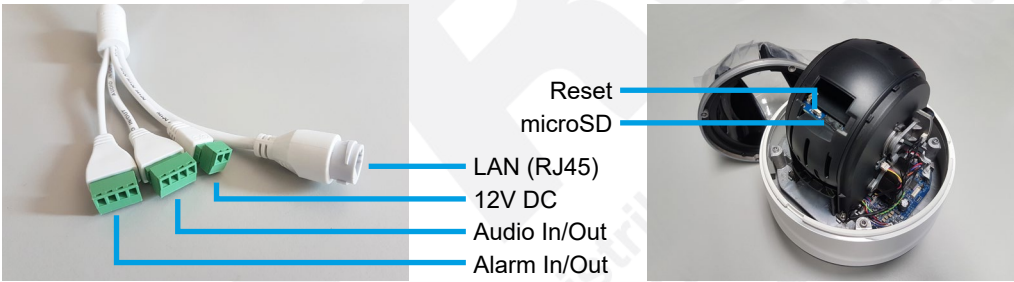 Reset
microSD
LAN (RJ45)
12V DC
Audio In/Out
Alarm In/Out